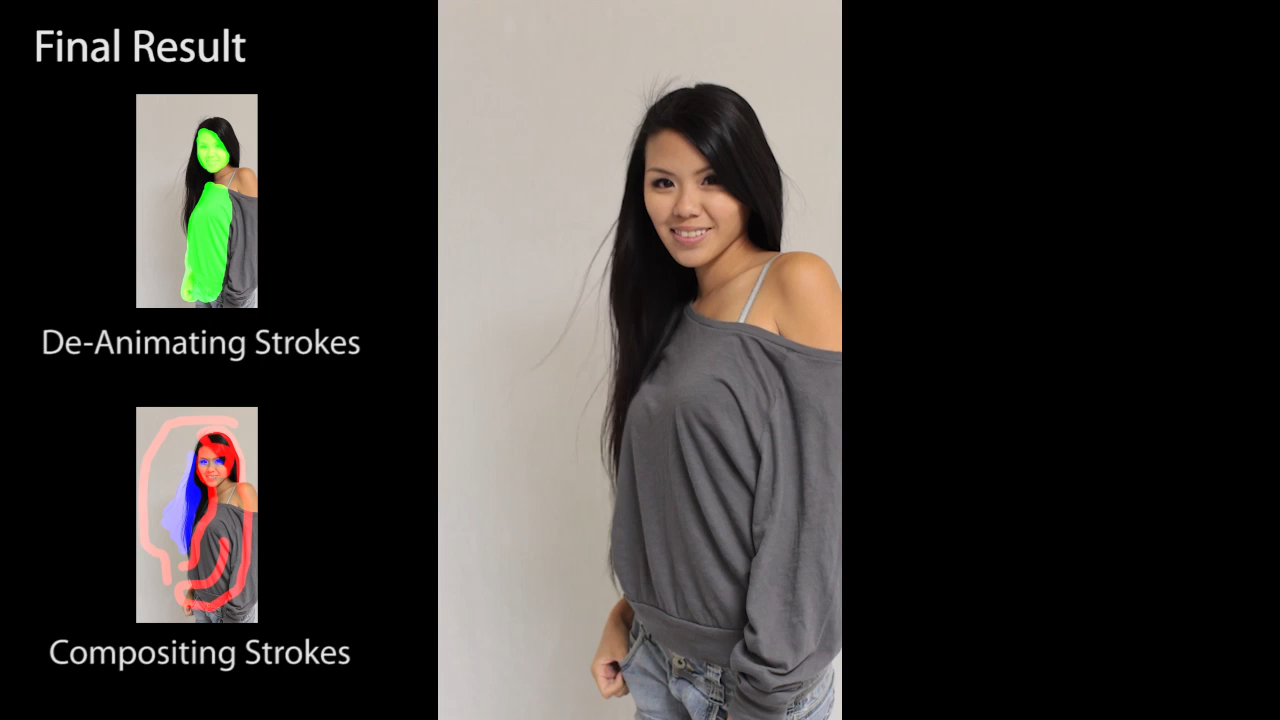 Final Result
De-Animating Strokes
Compositing Strokes